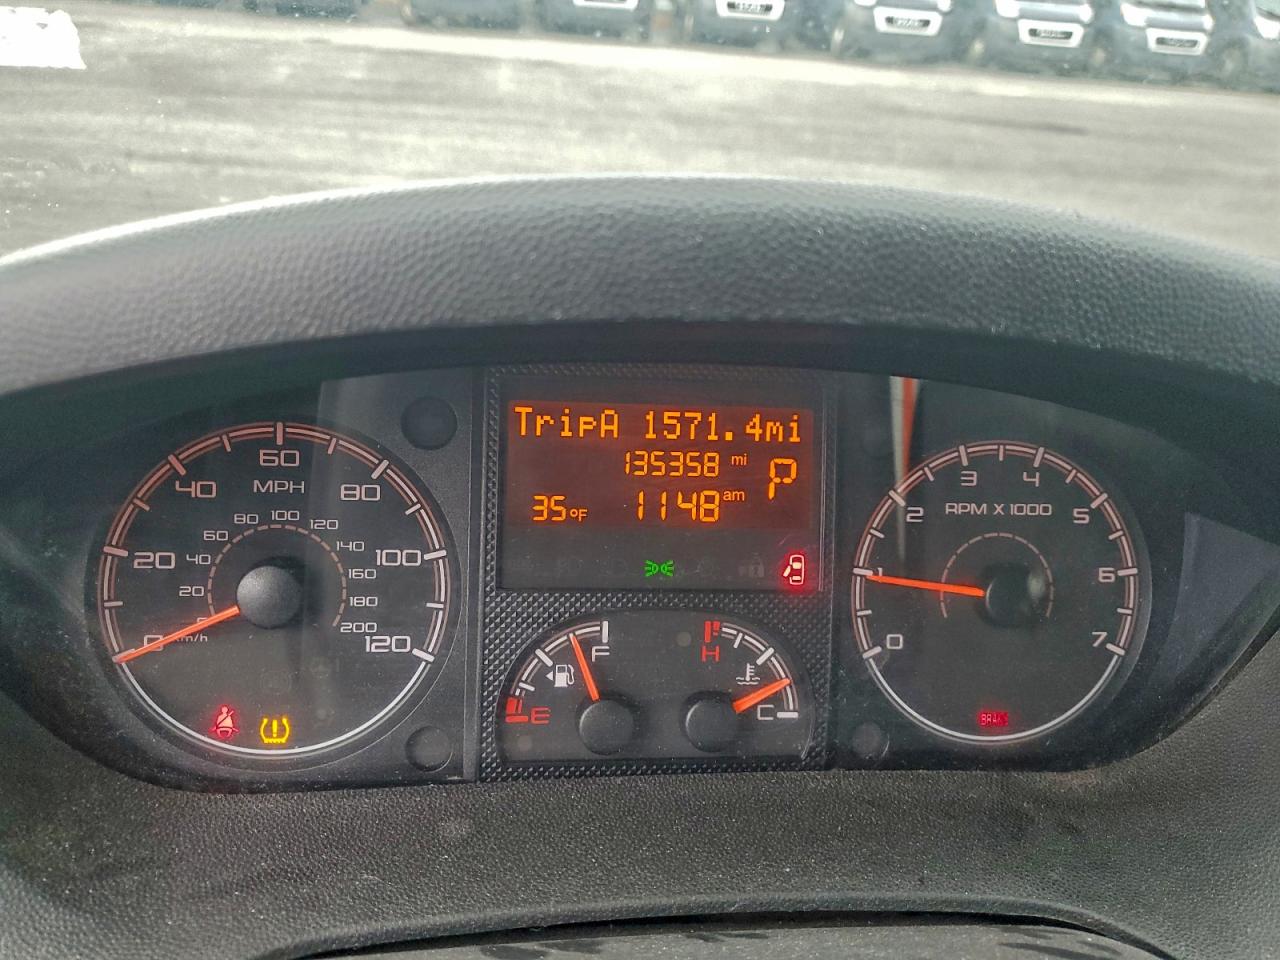 TripA 1571.4mi
135358 mi
P
35°F 1148 am
0 20 40 60 80 100 120
MPH
0 20 40 60 80 100 120 140 160 180 200
km/h
0 1 2 3 4 5 6 7
RPM X 1000
E F
H C
BRAKE